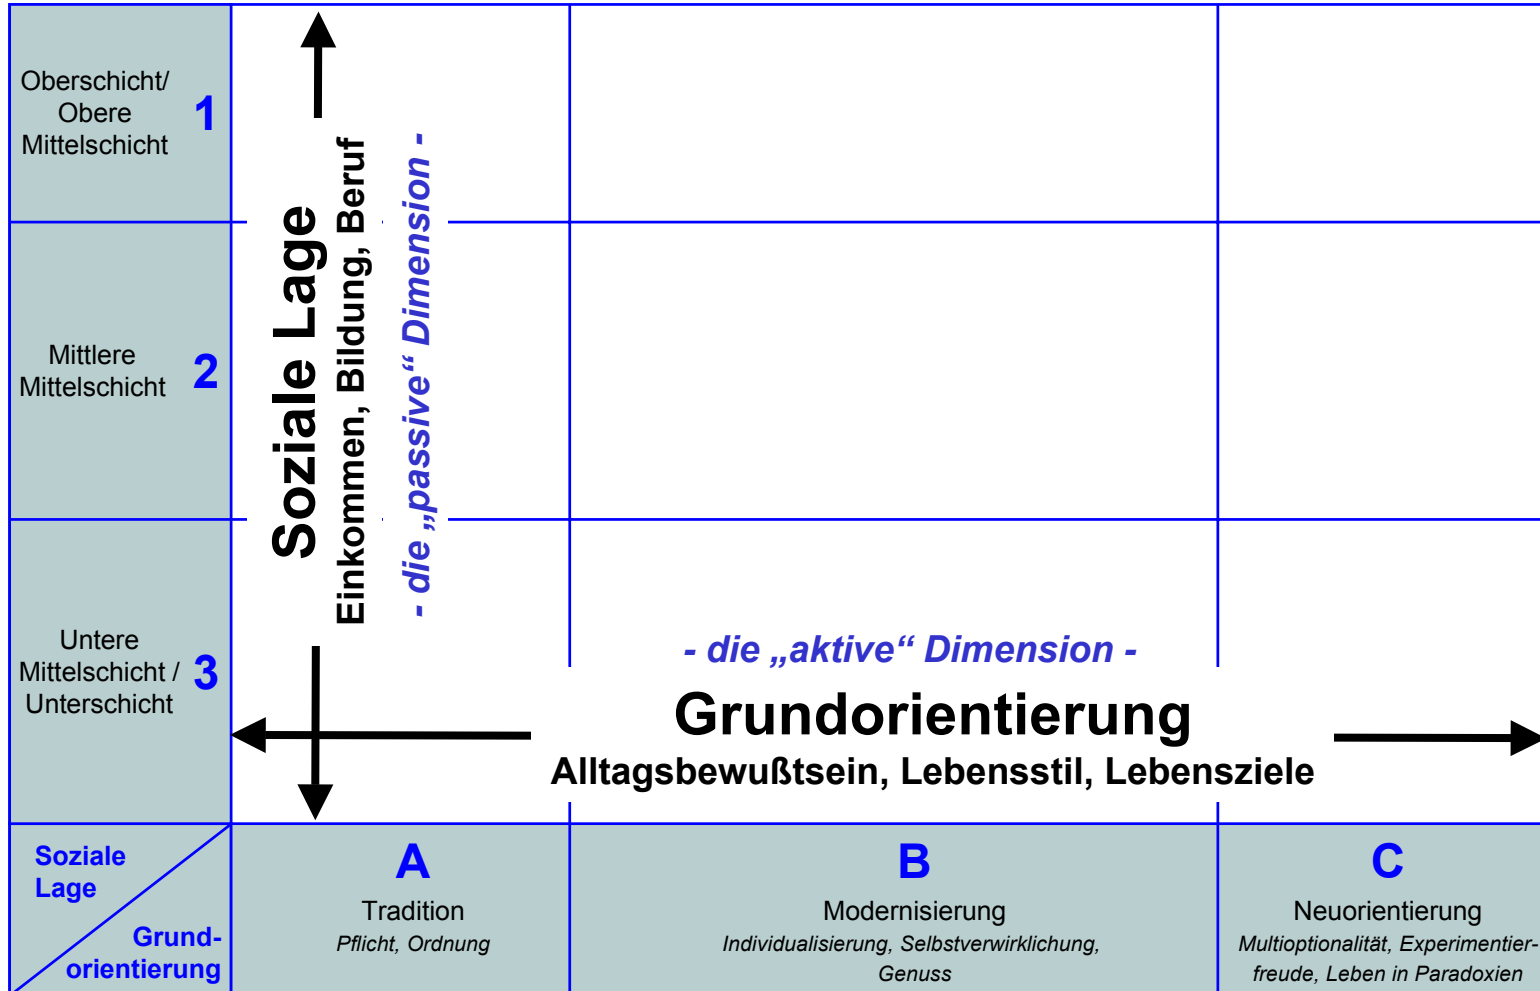 Oberschicht/
Obere
Mittelschicht
1
Mittlere
Mittelschicht
2
Untere
Mittelschicht /
Unterschicht
3
Soziale Lage
Einkommen, Bildung, Beruf
- die „passive“ Dimension -
- die „aktive“ Dimension -
Grundorientierung
Alltagsbewußtsein, Lebensstil, Lebensziele
Soziale
Lage
Grund-
orientierung
A
Tradition
Pflicht, Ordnung
B
Modernisierung
Individualisierung, Selbstverwirklichung,
Genuss
C
Neuorientierung
Multioptionalität, Experimentier-
freude, Leben in Paradoxien